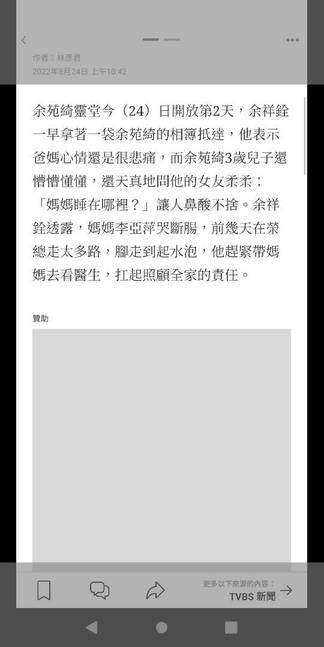 作者：林彥君
2022年8月24日 上午10:42
余苑綺靈堂今（24）日開放第2天，余祥銓
一早拿著一袋余苑綺的相簿抵達，他表示
爸媽心情還是很悲痛，而余苑綺3歲兒子還
懵懵懂懂，還天真地問他的女友柔柔：
「媽媽睡在哪裡？」讓人鼻酸不捨。余祥
銓透露，媽媽李亞萍哭斷腸，前幾天在榮
總走太多路，腳走到起水泡，他趕緊帶媽
媽去看醫生，扛起照顧全家的責任。
贊助
更多以下來源的內容：
TVBS 新聞